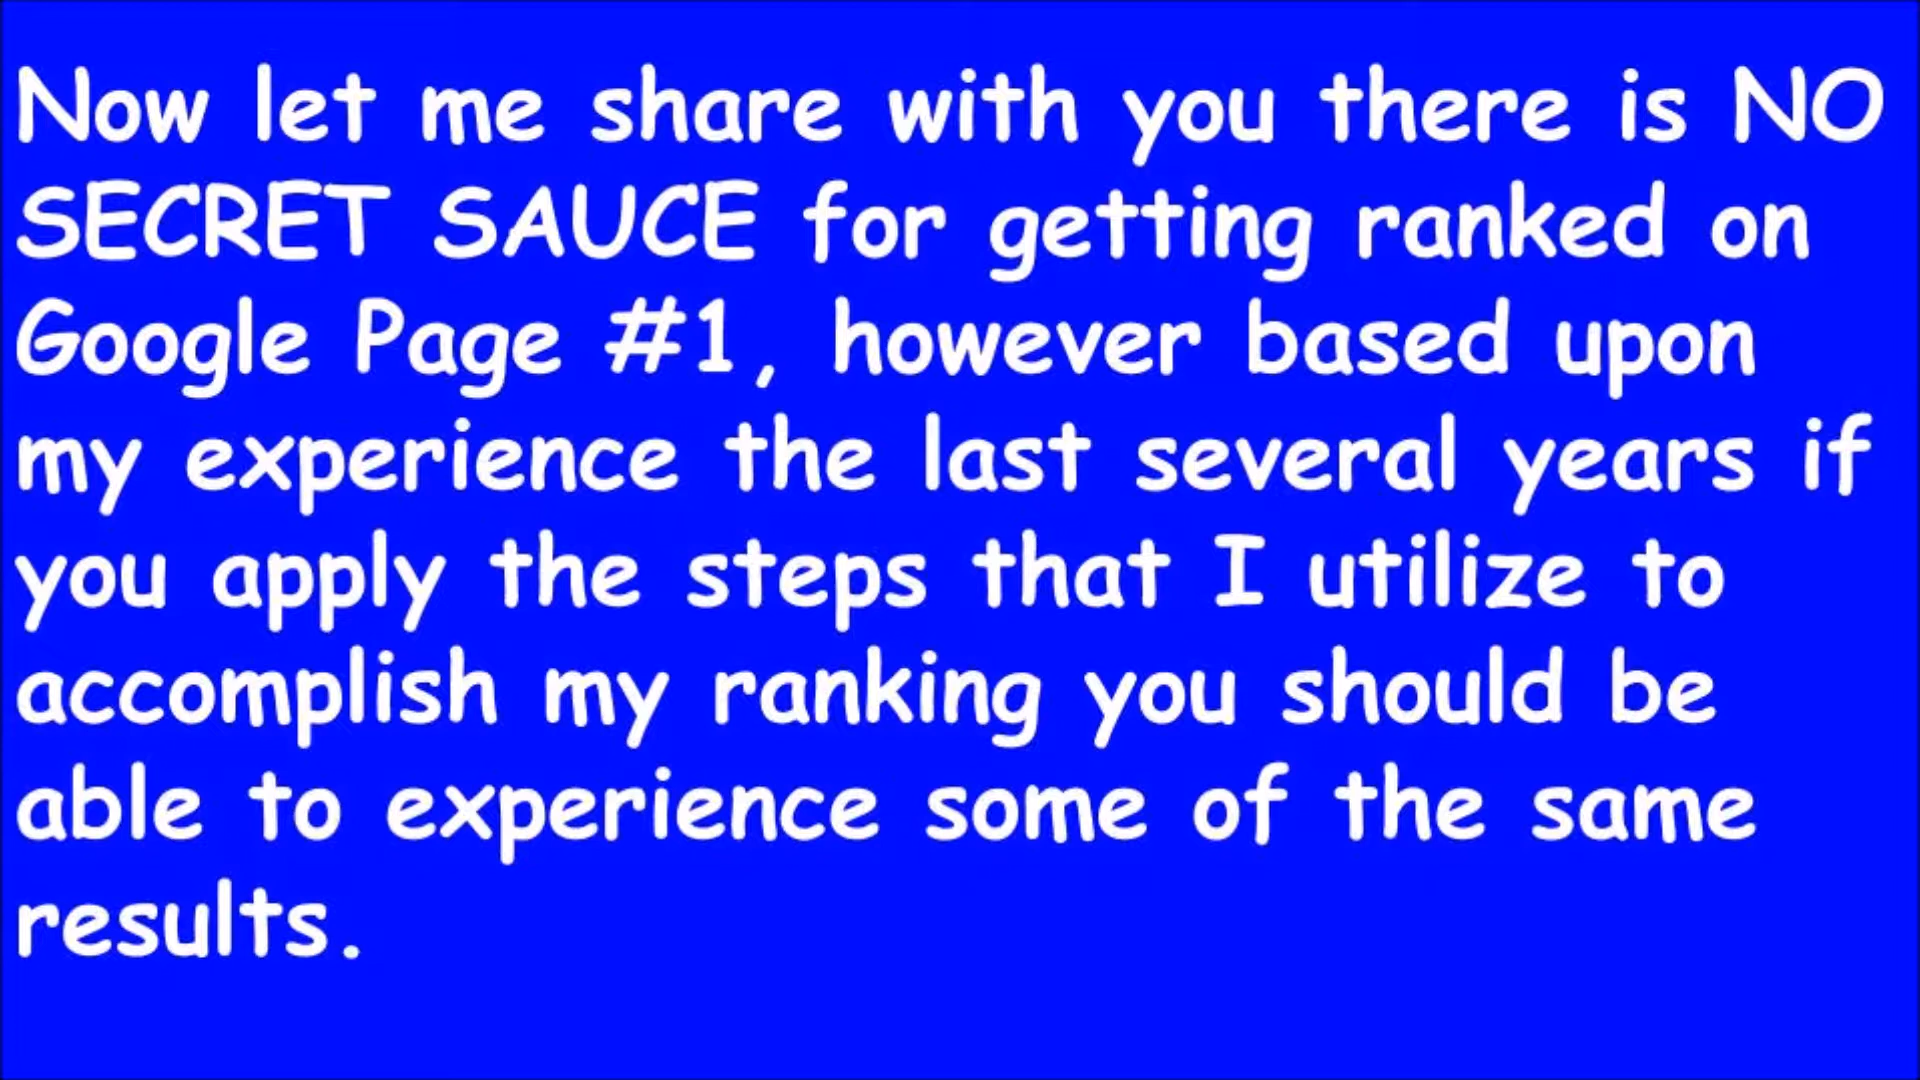 Now let me share with you there is NO
SECRET SAUCE for getting ranked on
Google Page #1, however based upon
my experience the last several years if
you apply the steps that I utilize to
accomplish my ranking you should be
able to experience some of the same
results.